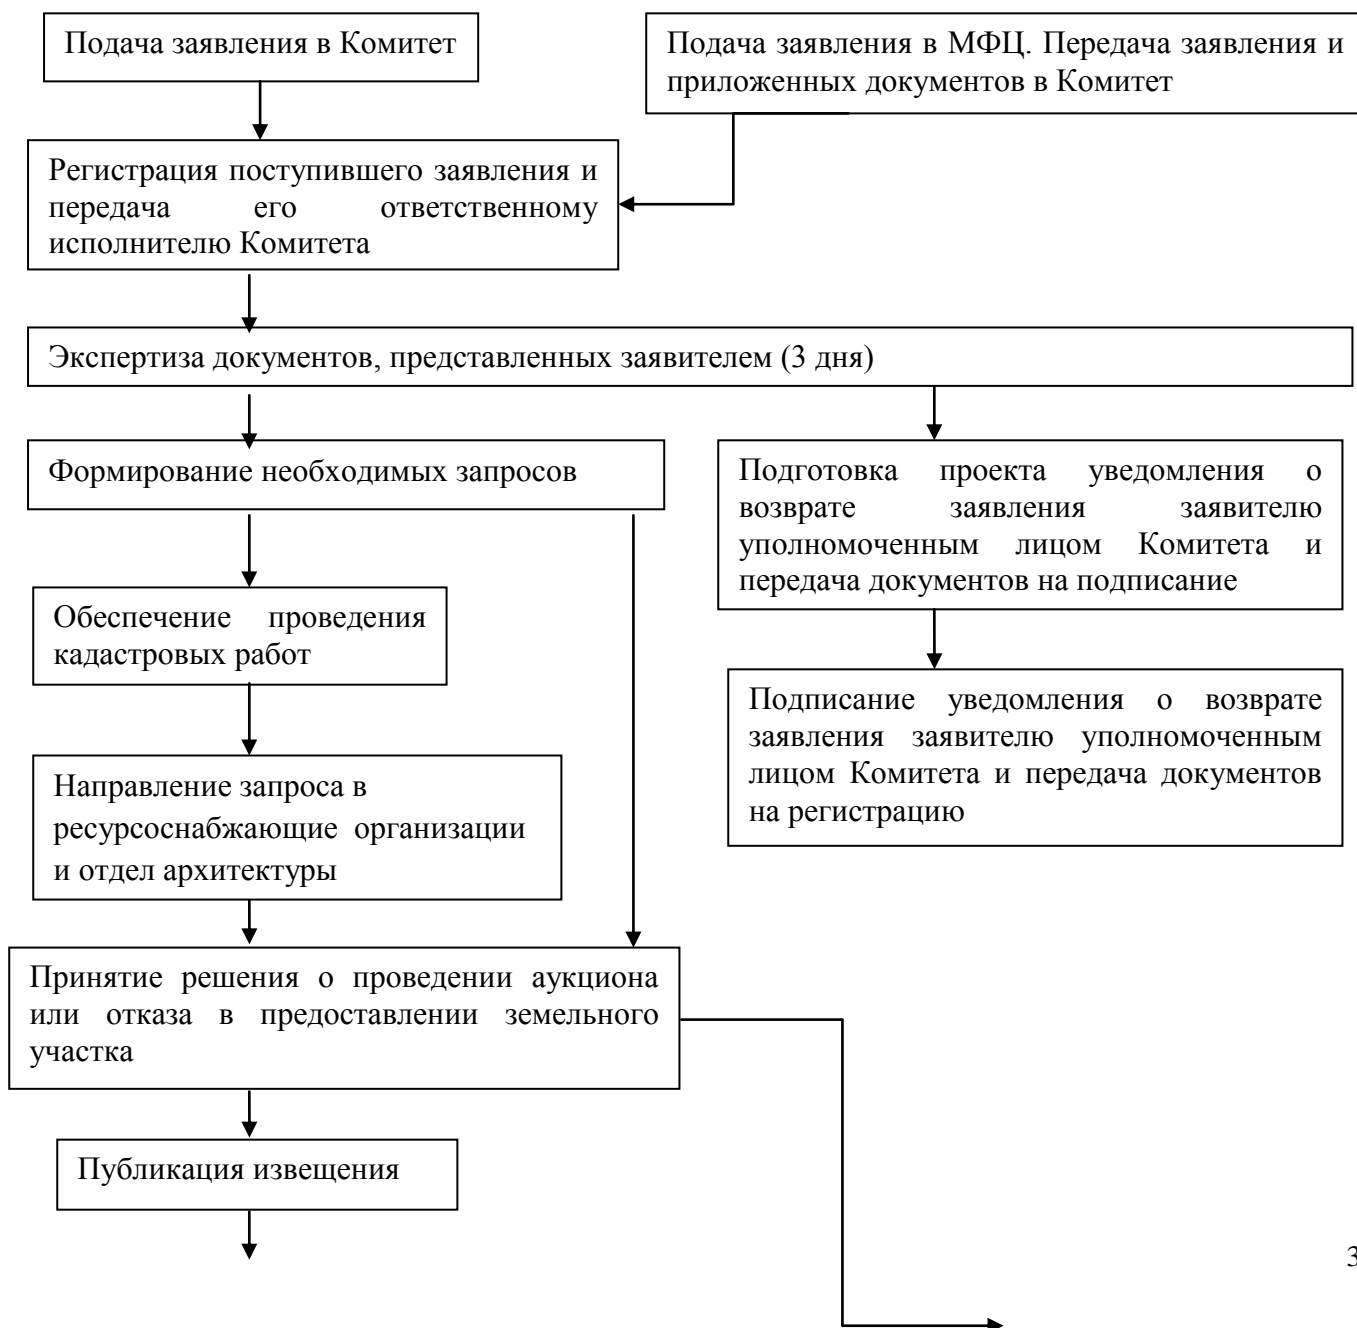 Подача заявления в Комитет
Подача заявления в МФЦ. Передача заявления и
приложенных документов в Комитет
Регистрация поступившего заявления и
передача его ответственному
исполнителю Комитета
Экспертиза документов, представленных заявителем (3 дня)
Формирование необходимых запросов
Подготовка проекта уведомления о
возврате заявления заявителю
уполномоченным лицом Комитета и
передача документов на подписание
Обеспечение проведения
кадастровых работ
Подписание уведомления о возврате
заявления заявителю уполномоченным
лицом Комитета и передача документов
на регистрацию
Направление запроса в
ресурсоснабжающие организации
и отдел архитектуры
Принятие решения о проведении аукциона
или отказа в предоставлении земельного
участка
Публикация извещения
3